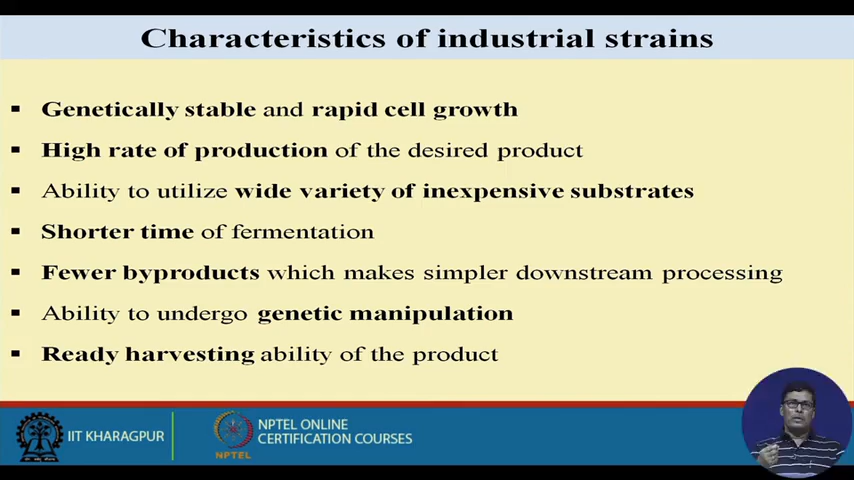 Characteristics of industrial strains
▪ Genetically stable and rapid cell growth
▪ High rate of production of the desired product
▪ Ability to utilize wide variety of inexpensive substrates
▪ Shorter time of fermentation
▪ Fewer byproducts which makes simpler downstream processing
▪ Ability to undergo genetic manipulation
▪ Ready harvesting ability of the product
IIT KHARAGPUR
NPTEL
NPTEL ONLINE
CERTIFICATION COURSES